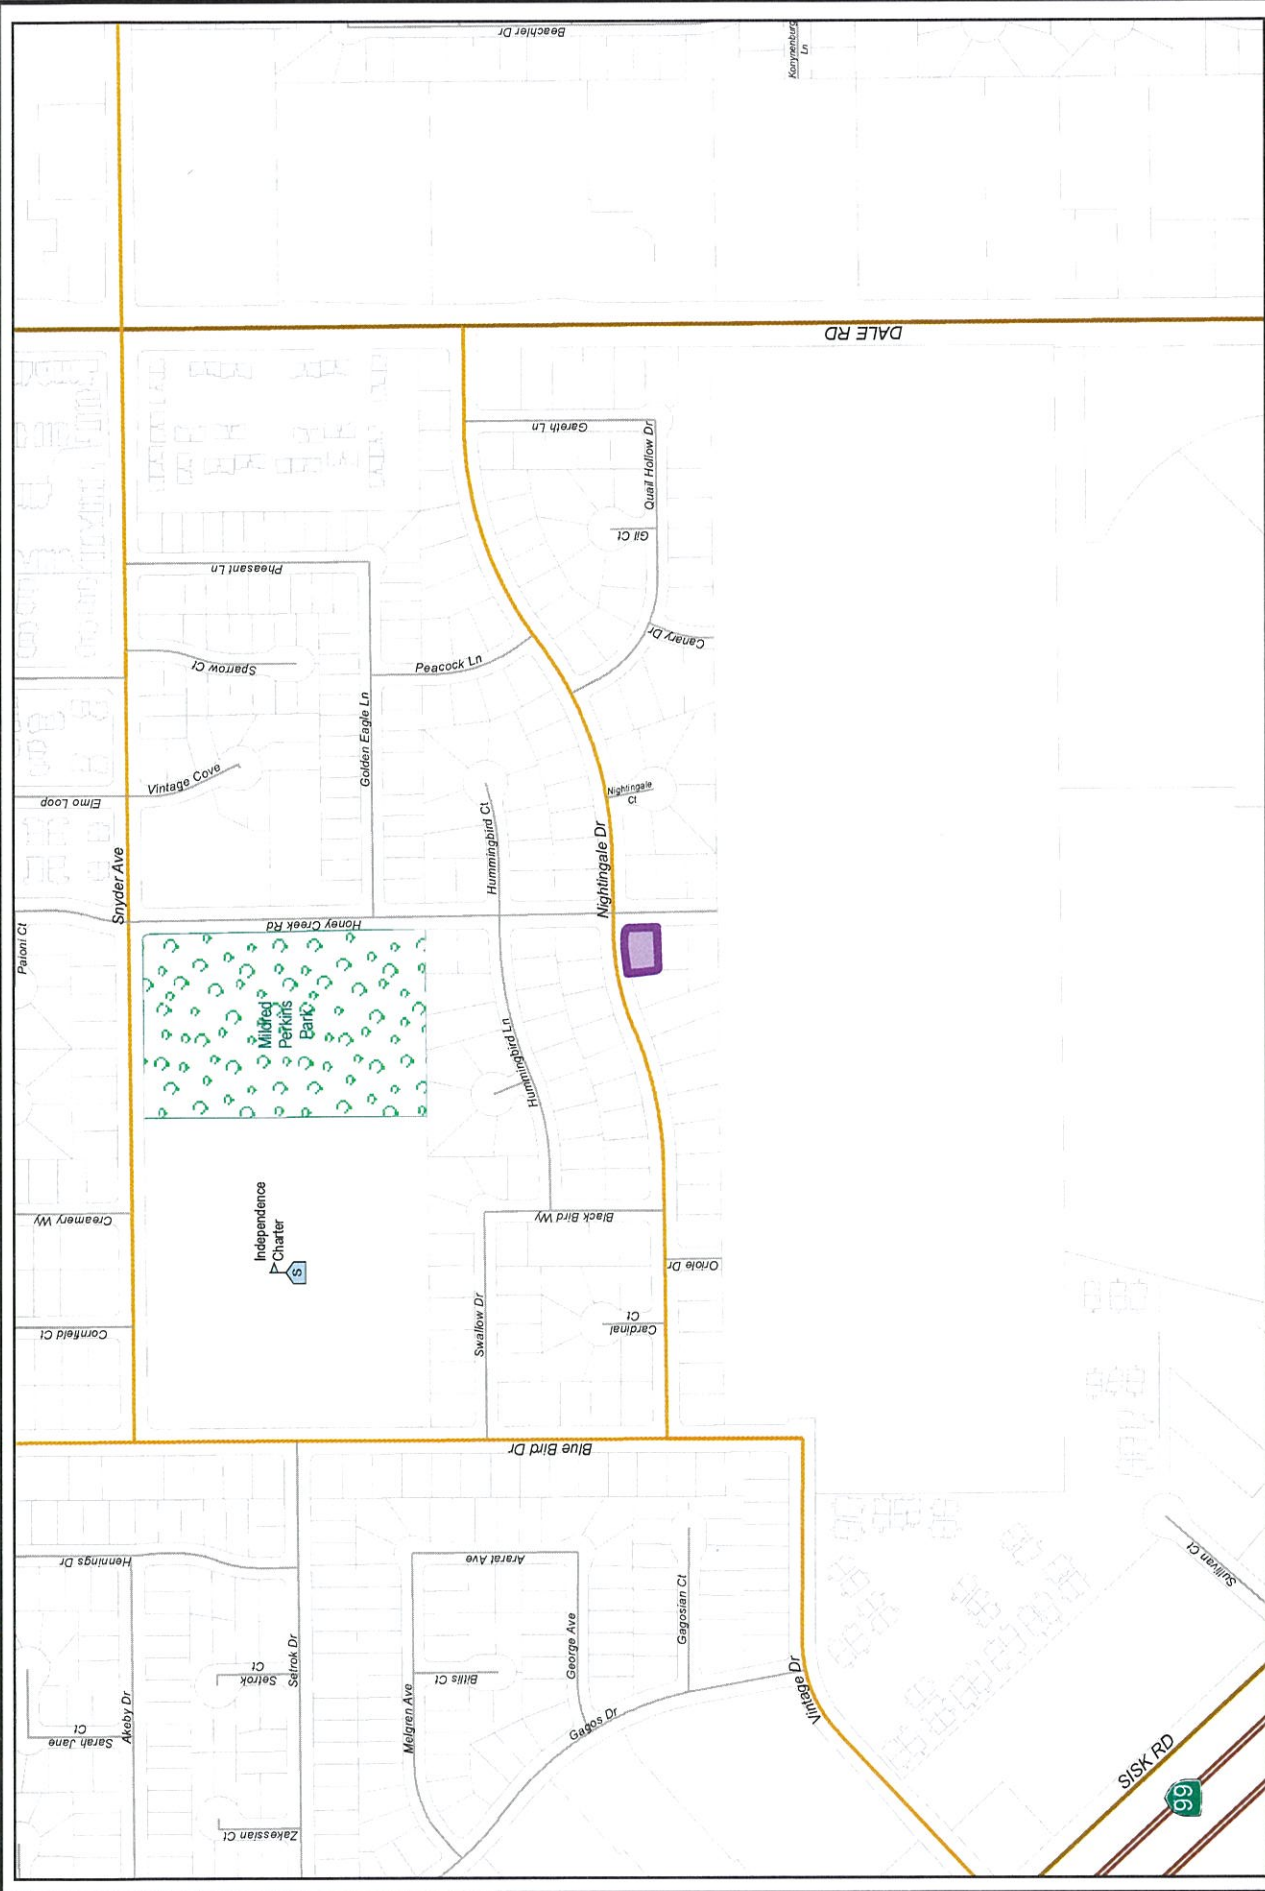 Beachler Dr
Konynenburg
Ln
DALE RD
Gareth Ln
Quail Hollow Dr
Gil Ct
Pheasant Ln
Canary Dr
Sparrow Ct
Peacock Ln
Golden Eagle Ln
Vintage Cove
Elmo Loop
Nightingale
Ct
Hummingbird Ct
Snyder Ave
Nightingale Dr
Honey Creek Rd
Paioni Ct
Mildred
Perkins
Park
Hummingbird Ln
Independence
Charter
S
Creamery Wy
Black Bird Wy
Oriole Dr
Cornfield Ct
Swallow Dr
Cardinal
Ct
Blue Bird Dr
Hennings Dr
Ararat Ave
Sullivan Ct
Gagosian Ct
George Ave
Setrok
Ct
Setrok Dr
Bitlis Ct
Akeby Dr
Sarah Jane
Ct
Melgren Ave
Gagos Dr
Vintage Dr
Zakessian Ct
SISK RD
99